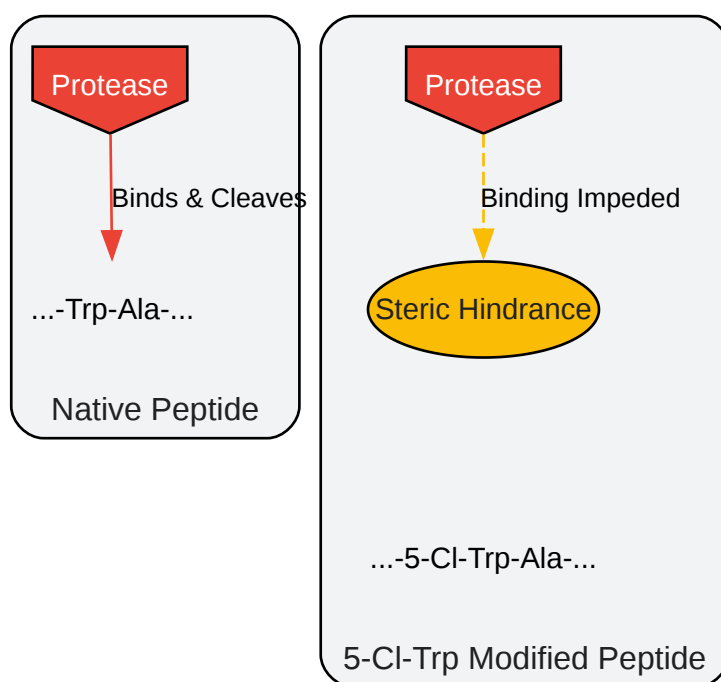 Protease
Binds & Cleaves
...-Trp-Ala-...
Native Peptide
Protease
Binding Impeded
Steric Hindrance
...-5-Cl-Trp-Ala-...
5-Cl-Trp Modified Peptide